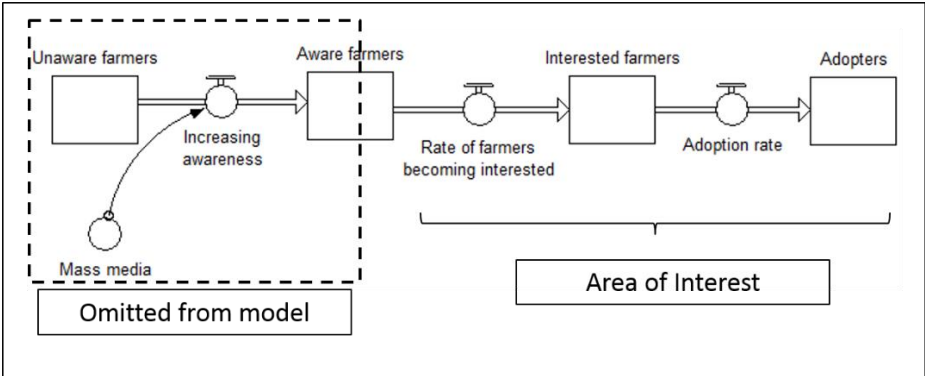 Unaware farmers
Aware farmers
Interested farmers
Adopters
Increasing
awareness
Rate of farmers
becoming interested
Adoption rate
Mass media
Omitted from model
Area of Interest